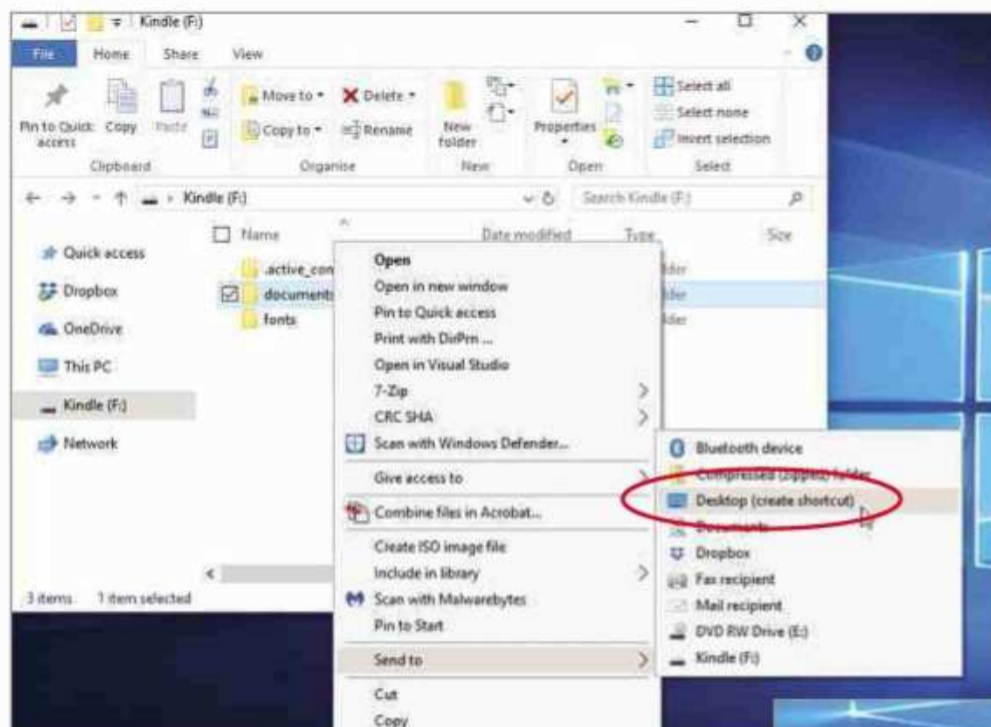 Kindle (F:)
File Home Share View
Pin to Quick access
Copy
Paste
Move to
Copy to
Delete
Rename
New folder
Properties
Select all
Select none
Invert selection
Clipboard Organise New Open Select
Kindle (F:)
Search Kindle (F:)
Name Date modified Type Size
Quick access
Dropbox
OneDrive
This PC
Kindle (F:)
Network
.active_con
documents
fonts
lder
lder
lder
3 items 1 item selected
Open
Open in new window
Pin to Quick access
Print with DirPrn ...
Open in Visual Studio
7-Zip
CRC SHA
Scan with Windows Defender...
Give access to
Combine files in Acrobat...
Create ISO image file
Include in library
Scan with Malwarebytes
Pin to Start
Send to
Cut
Copy
Bluetooth device
Compressed (zipped) folder
Desktop (create shortcut)
Documents
Dropbox
Fax recipient
Mail recipient
DVD RW Drive (E:)
Kindle (F:)